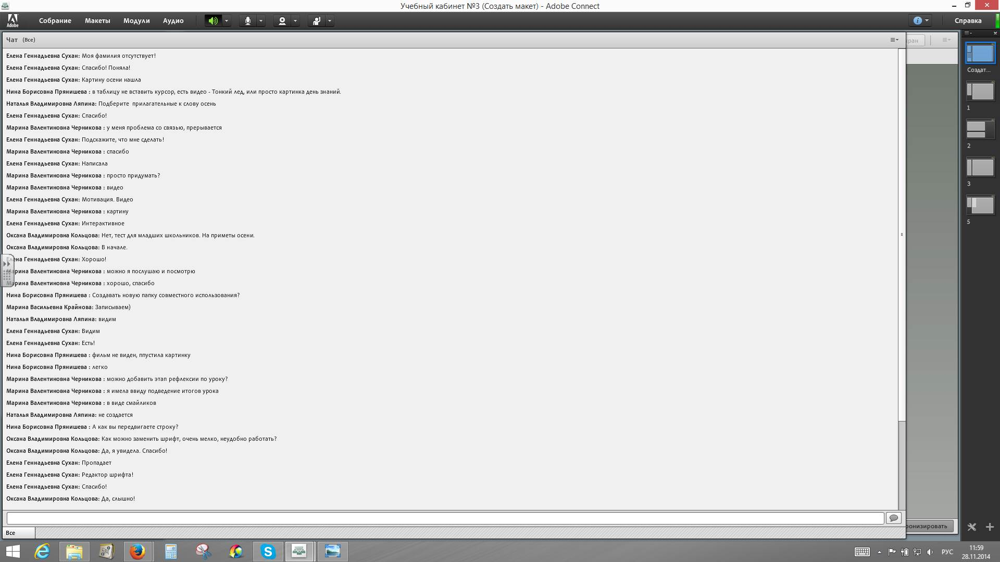 Учебный кабинет №3 (Создать макет) - Adobe Connect
Adobe
Собрание Макеты Модули Аудио
Справка
Чат (Все)
Елена Геннадьевна Сухан: Моя фамилия отсутствует!
Елена Геннадьевна Сухан: Спасибо! Поняла!
Елена Геннадьевна Сухан: Картину осени нашла
Нина Борисовна Прянишева : в таблицу не вставить курсор, есть видео - Тонкий лед, или просто картинка день знаний.
Наталья Владимировна Ляпина: Подберите прилагательные к слову осень
Елена Геннадьевна Сухан: Спасибо!
Марина Валентиновна Черникова : у меня проблема со связью, прерывается
Елена Геннадьевна Сухан: Подскажите, что мне сделать!
Марина Валентиновна Черникова : спасибо
Елена Геннадьевна Сухан: Написала
Марина Валентиновна Черникова : просто придумать?
Марина Валентиновна Черникова : видео
Елена Геннадьевна Сухан: Мотивация. Видео
Марина Валентиновна Черникова : картину
Елена Геннадьевна Сухан: Интерактивное
Оксана Владимировна Кольцова: Нет, тест для младших школьников. На приметы осени.
Оксана Владимировна Кольцова: В начале.
Елена Геннадьевна Сухан: Хорошо!
Марина Валентиновна Черникова : можно я послушаю и посмотрю
Марина Валентиновна Черникова : хорошо, спасибо
Нина Борисовна Прянишева : Создавать новую папку совместного использования?
Марина Васильевна Крайнова: Записываем)
Наталья Владимировна Ляпина: видим
Елена Геннадьевна Сухан: Видим
Елена Геннадьевна Сухан: Есть!
Нина Борисовна Прянишева : фильм не виден, ппустила картинку
Нина Борисовна Прянишева : легко
Марина Валентиновна Черникова : можно добавить этап рефлексии по уроку?
Марина Валентиновна Черникова : я имела ввиду подведение итогов урока
Марина Валентиновна Черникова : в виде смайликов
Наталья Владимировна Ляпина: не создается
Нина Борисовна Прянишева : А как вы передвигаете строку?
Оксана Владимировна Кольцова: Как можно заменить шрифт, очень мелко, неудобно работать?
Оксана Владимировна Кольцова: Да, я увидела. Спасибо!
Елена Геннадьевна Сухан: Пропадает
Елена Геннадьевна Сухан: Редактор шрифта!
Елена Геннадьевна Сухан: Спасибо!
Оксана Владимировна Кольцова: Да, слышно!
Все
кран
онизировать
Создат...
1
2
3
5
РУС
11:59
28.11.2014